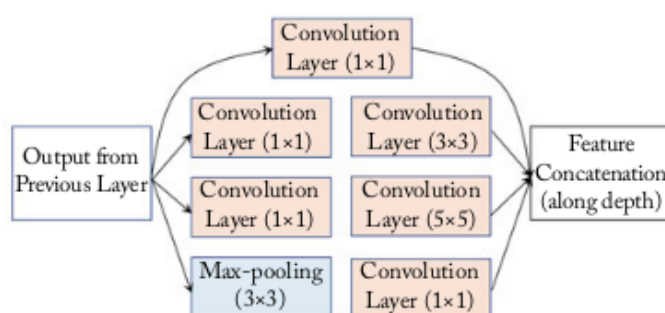 Convolution
Layer (1×1)
Output from
Previous Layer
Convolution
Layer (1×1)
Convolution
Layer (3×3)
Convolution
Layer (1×1)
Convolution
Layer (5×5)
Max-pooling
(3×3)
Convolution
Layer (1×1)
Feature
Concatenation
(along depth)